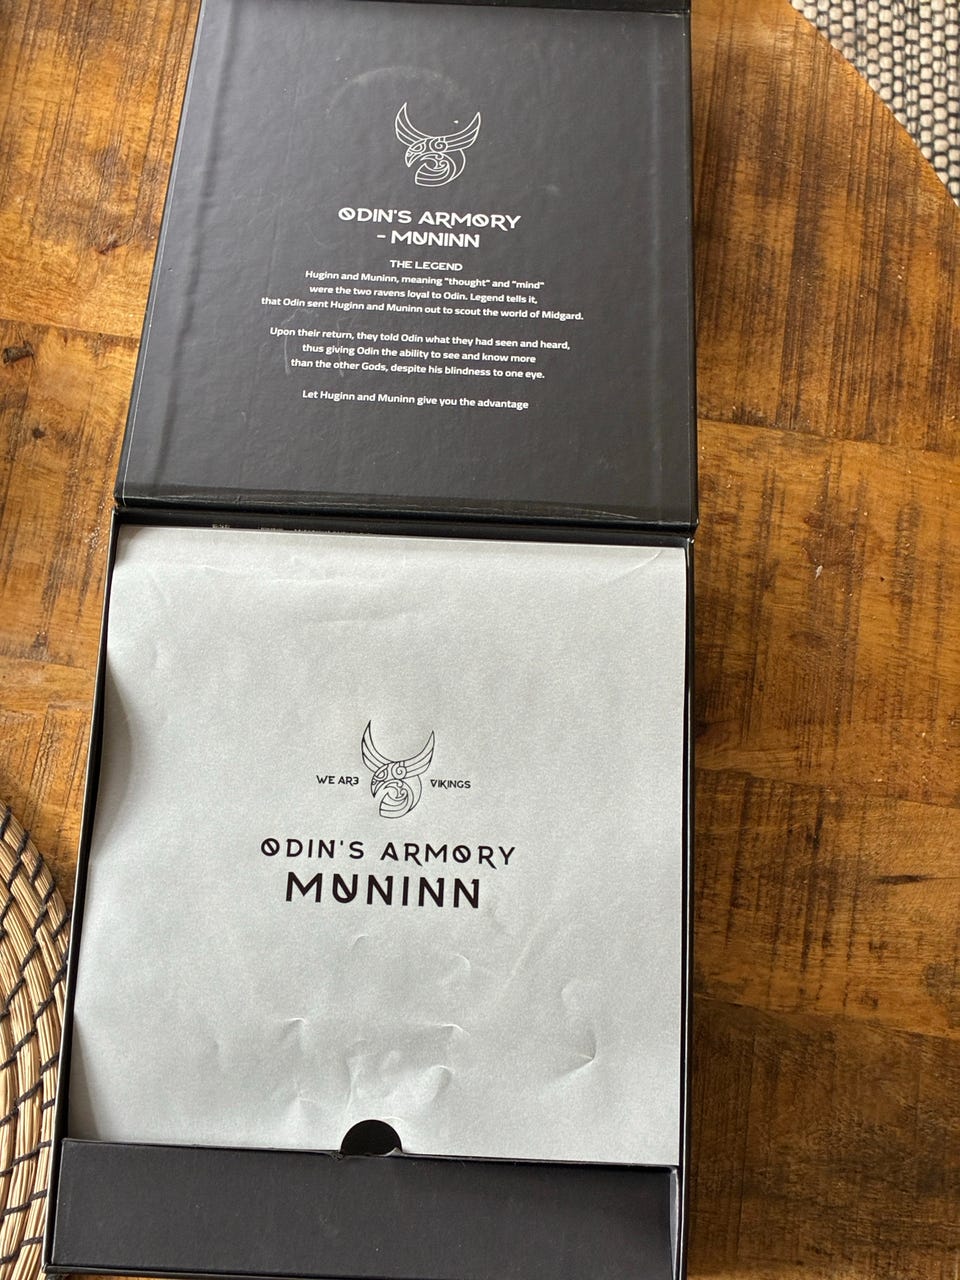 ODIN'S ARMORY
- MUNINN
THE LEGEND
Huginn and Muninn, meaning "thought" and "mind"
were the two ravens loyal to Odin. Legend tells it,
that Odin sent Huginn and Muninn out to scout the world of Midgard.
Upon their return, they told Odin what they had seen and heard,
thus giving Odin the ability to see and know more
than the other Gods, despite his blindness to one eye.
Let Huginn and Muninn give you the advantage
WE AR3 VIKINGS
ODIN'S ARMORY
MUNINN